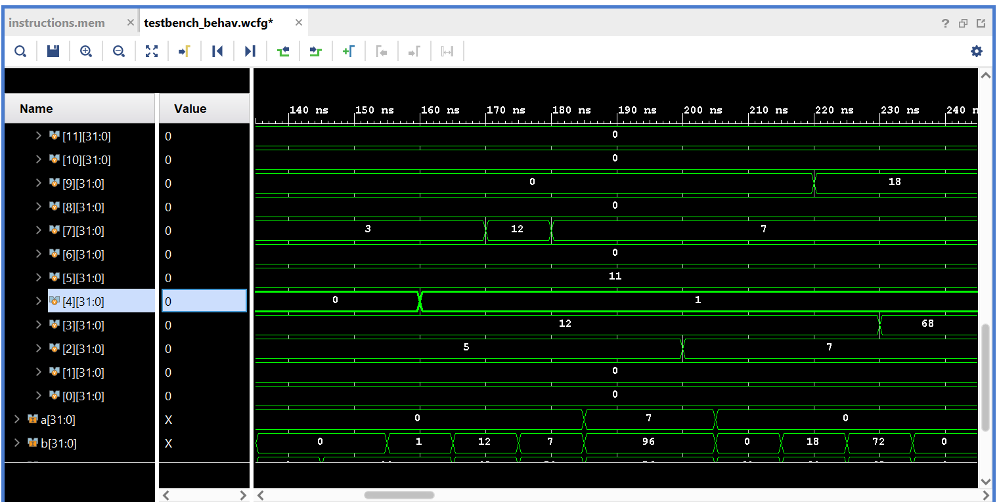 instructions.mem × testbench_behav.wcfg* × ?
Name Value 140 ns 150 ns 160 ns 170 ns 180 ns 190 ns 200 ns 210 ns 220 ns 230 ns 240 n
[11][31:0] 0 0
[10][31:0] 0 0
[9][31:0] 0 0 18
[8][31:0] 0 0
[7][31:0] 0 3 12 7
[6][31:0] 0 0
[5][31:0] 0 11
[4][31:0] 0 0 1
[3][31:0] 0 12 68
[2][31:0] 0 5 7
[1][31:0] 0 0
[0][31:0] 0 0
a[31:0] X 0 7 0
b[31:0] X 0 1 12 7 96 0 18 72 0